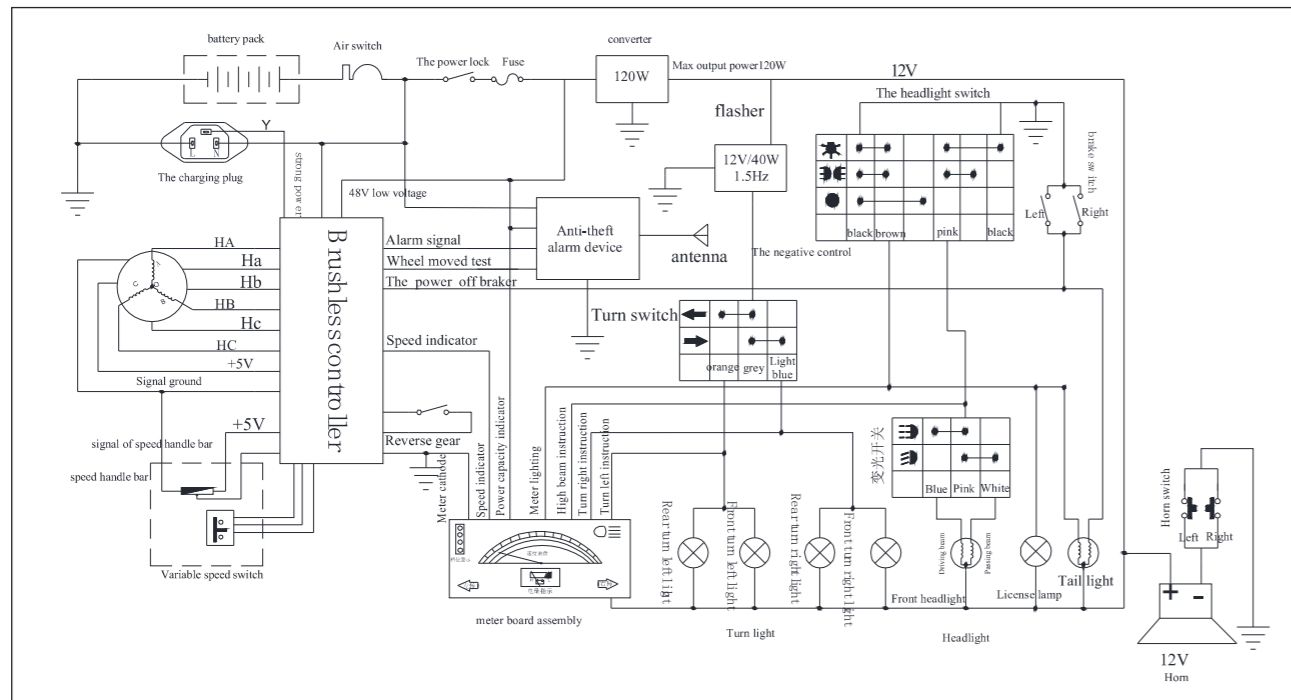 battery pack
Air switch
The power lock
Fuse
converter
120W
Max output power120W
12V
The headlight switch
flasher
12V/40W
1.5Hz
brake sw itch
Left
Right
Y
L
N
The charging plug
strong power
48V low voltage
Anti-theft
alarm device
antenna
black
brown
pink
black
The negative control
HA
Ha
Hb
HB
Hc
HC
+5V
Signal ground
Brushlesscontroller
Alarm signal
Wheel moved test
The power off braker
Speed indicator
Turn switch
orange
grey
Light
blue
+5V
signal of speed handle bar
speed handle bar
Variable speed switch
Reverse gear
Meter cathode
Speed indicator
Power capacity indicator
Meter lighting
High beam instruction
Turn right instruction
Turn left instruction
变光开关
Blue
Pink
White
Rear turn left light
Front turn left light
Rear turn right light
Front turn right light
Driving beam
Passing beam
Front headlight
License lamp
Tail light
Horn switch
Left
Right
+
-
12V
Horn
meter board assembly
Turn light
Headlight